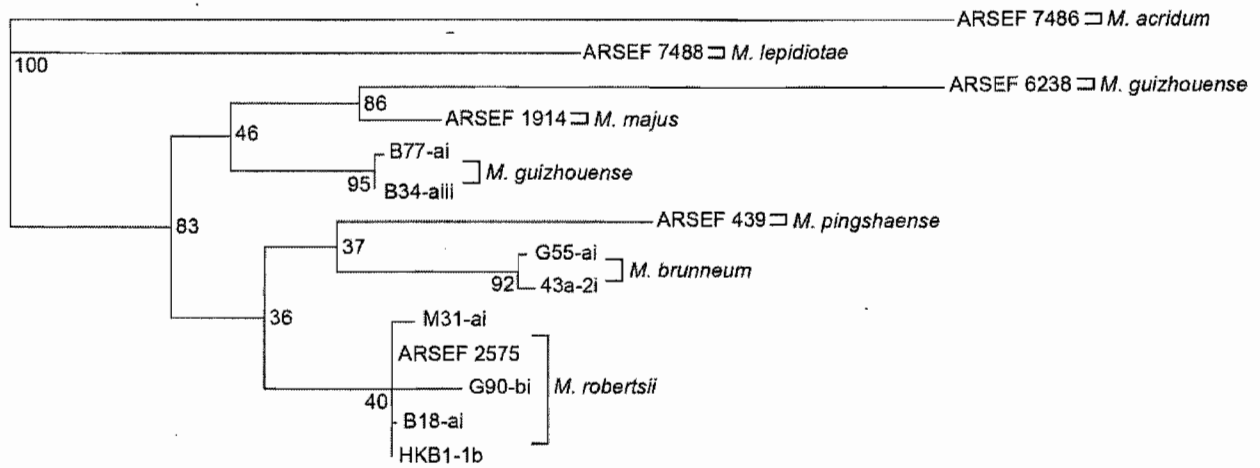 ARSEF 7486 M. acridum
ARSEF 7488 M. lepidiotae
100
ARSEF 6238 M. guizhouense
86
ARSEF 1914 M. majus
46
B77-ai
95 B34-aiii M. guizhouense
83
ARSEF 439 M. pingshaense
37
G55-ai
92 43a-2i M. brunneum
36
M31-ai
ARSEF 2575
G90-bi M. robertsii
40
B18-ai
HKB1-1b